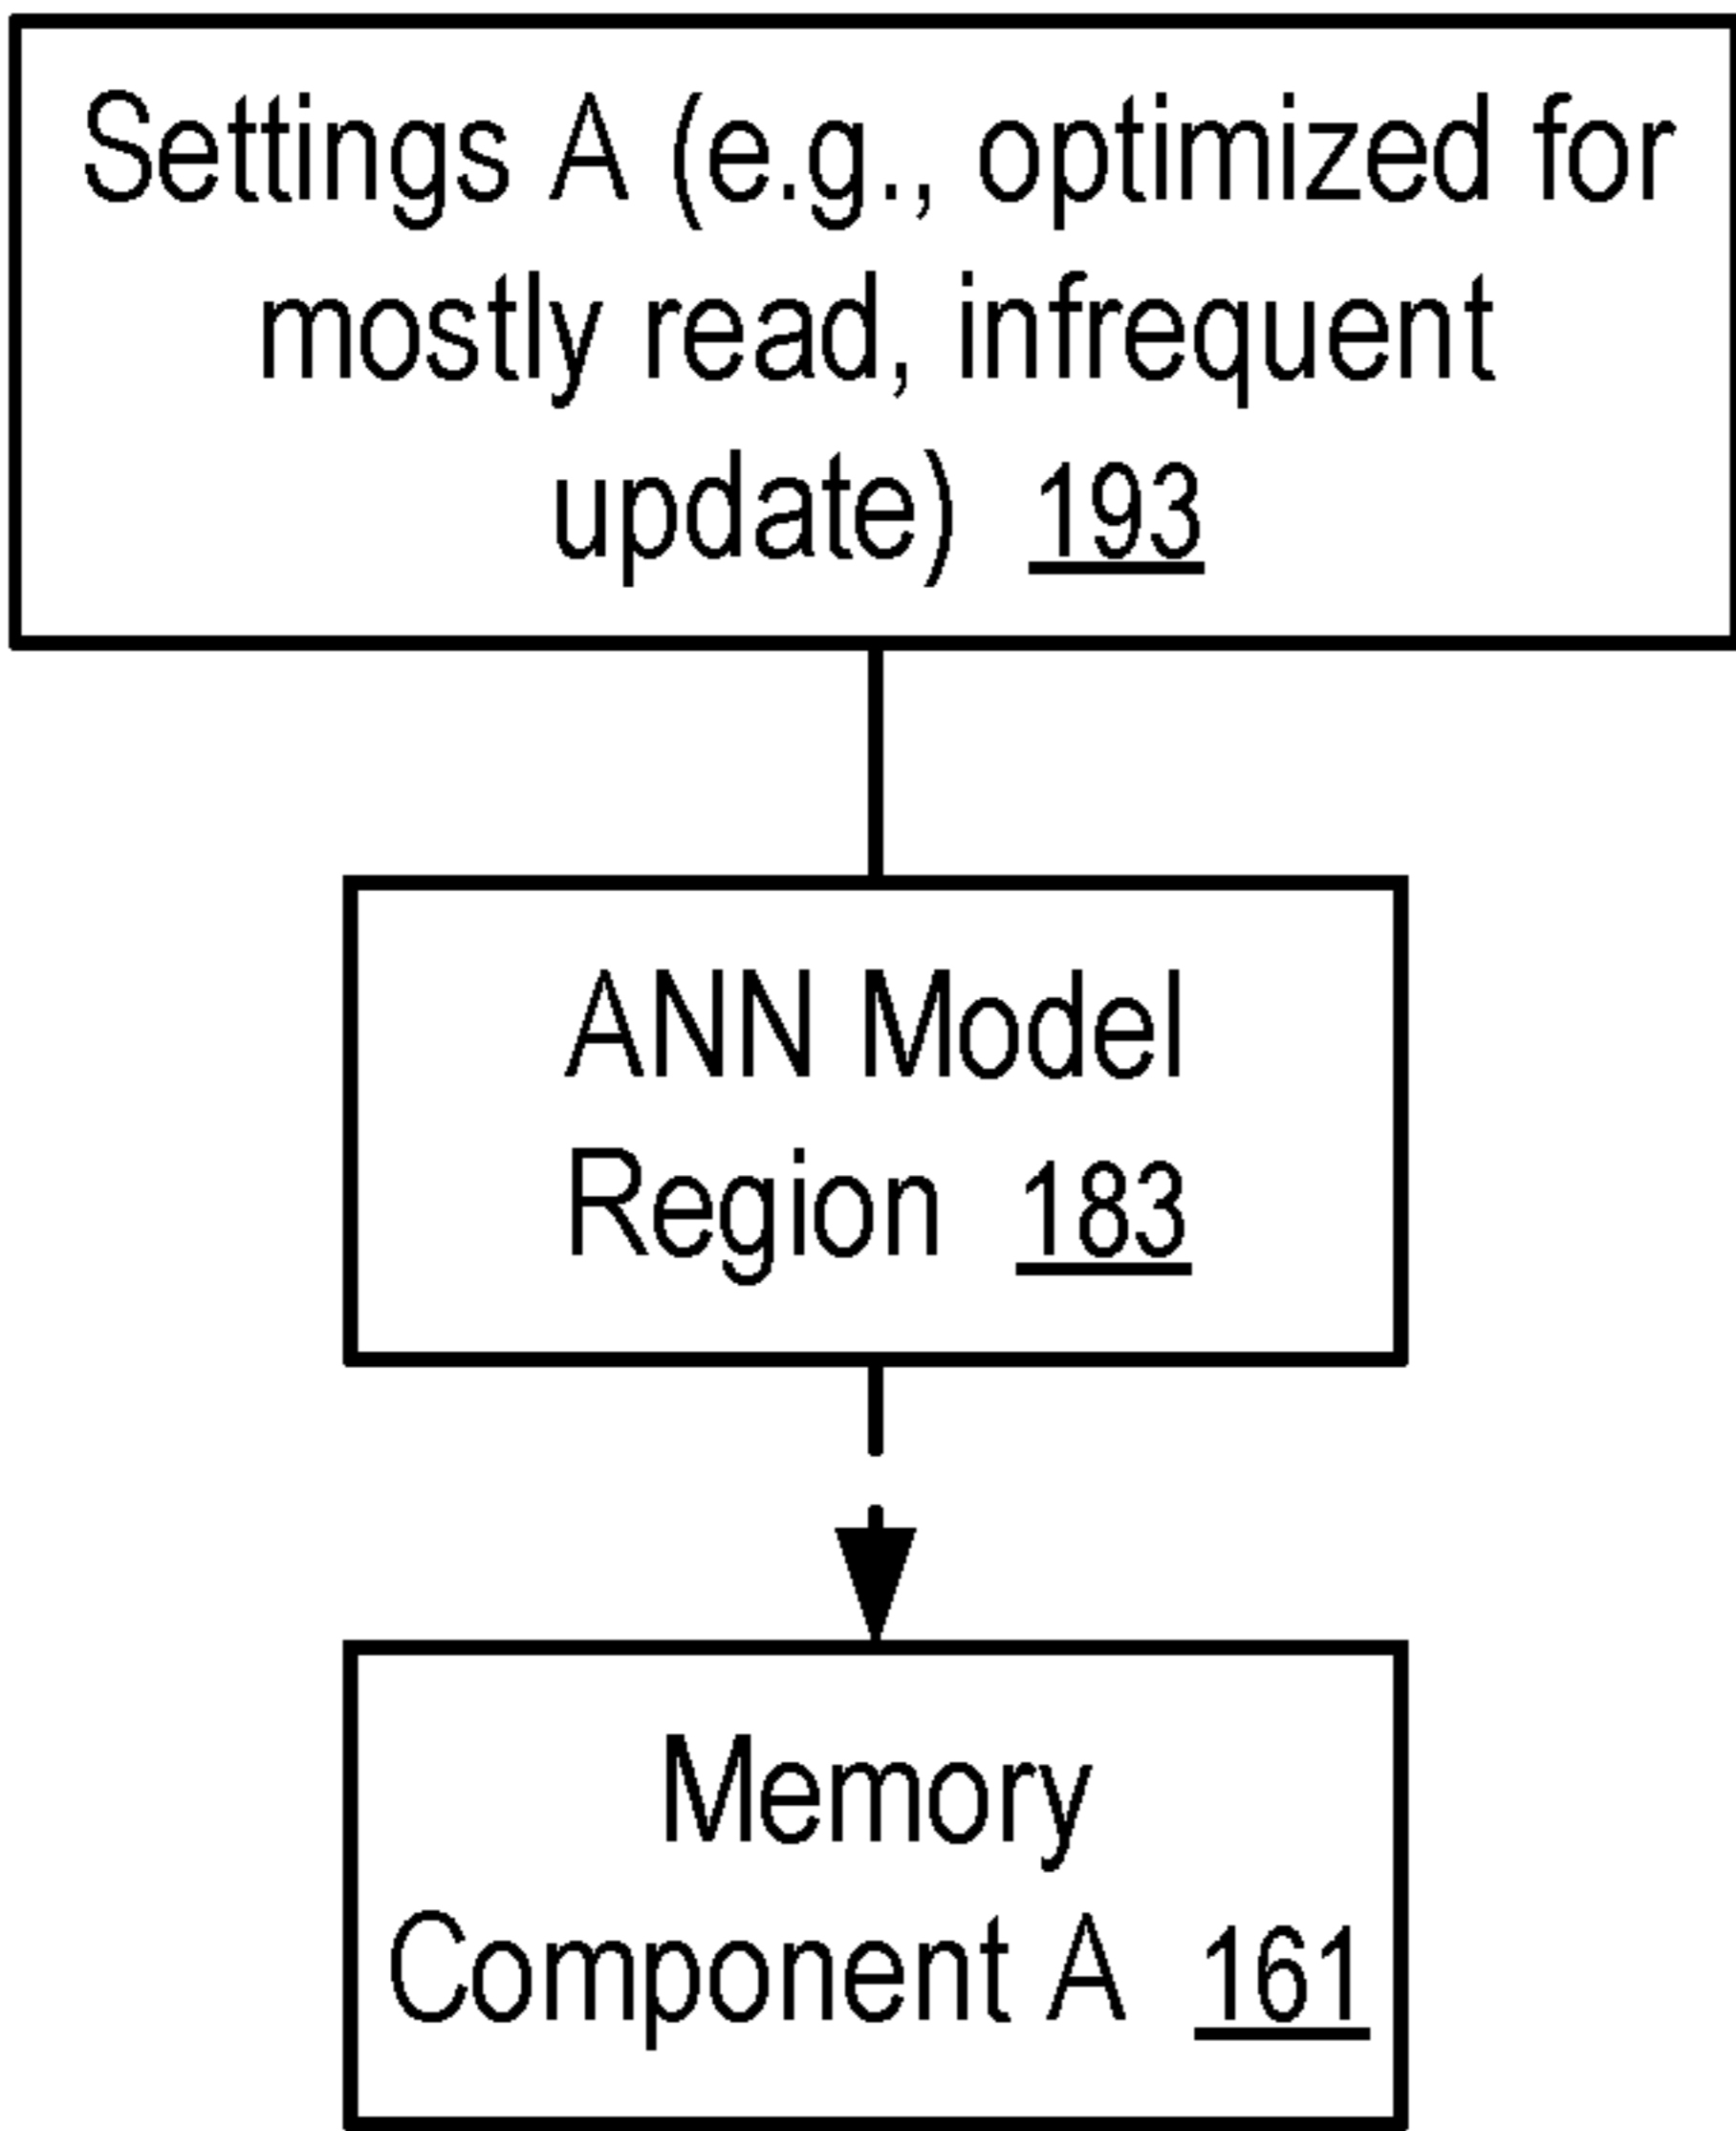 Settings A (e.g., optimized for
mostly read, infrequent
update) 193
ANN Model
Region 183
Memory
Component A 161